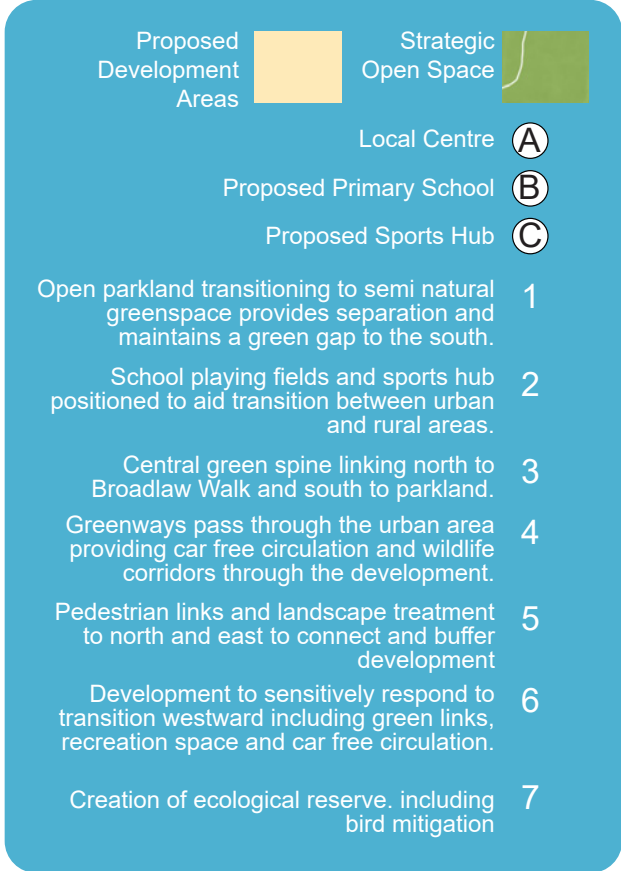 Proposed
Development
Areas
Strategic
Open Space
Local Centre A
Proposed Primary School B
Proposed Sports Hub C
Open parkland transitioning to semi natural 1
greenspace provides separation and
maintains a green gap to the south.
School playing fields and sports hub 2
positioned to aid transition between urban
and rural areas.
Central green spine linking north to 3
Broadlaw Walk and south to parkland.
Greenways pass through the urban area 4
providing car free circulation and wildlife
corridors through the development.
Pedestrian links and landscape treatment 5
to north and east to connect and buffer
development
Development to sensitively respond to 6
transition westward including green links,
recreation space and car free circulation.
Creation of ecological reserve. including 7
bird mitigation